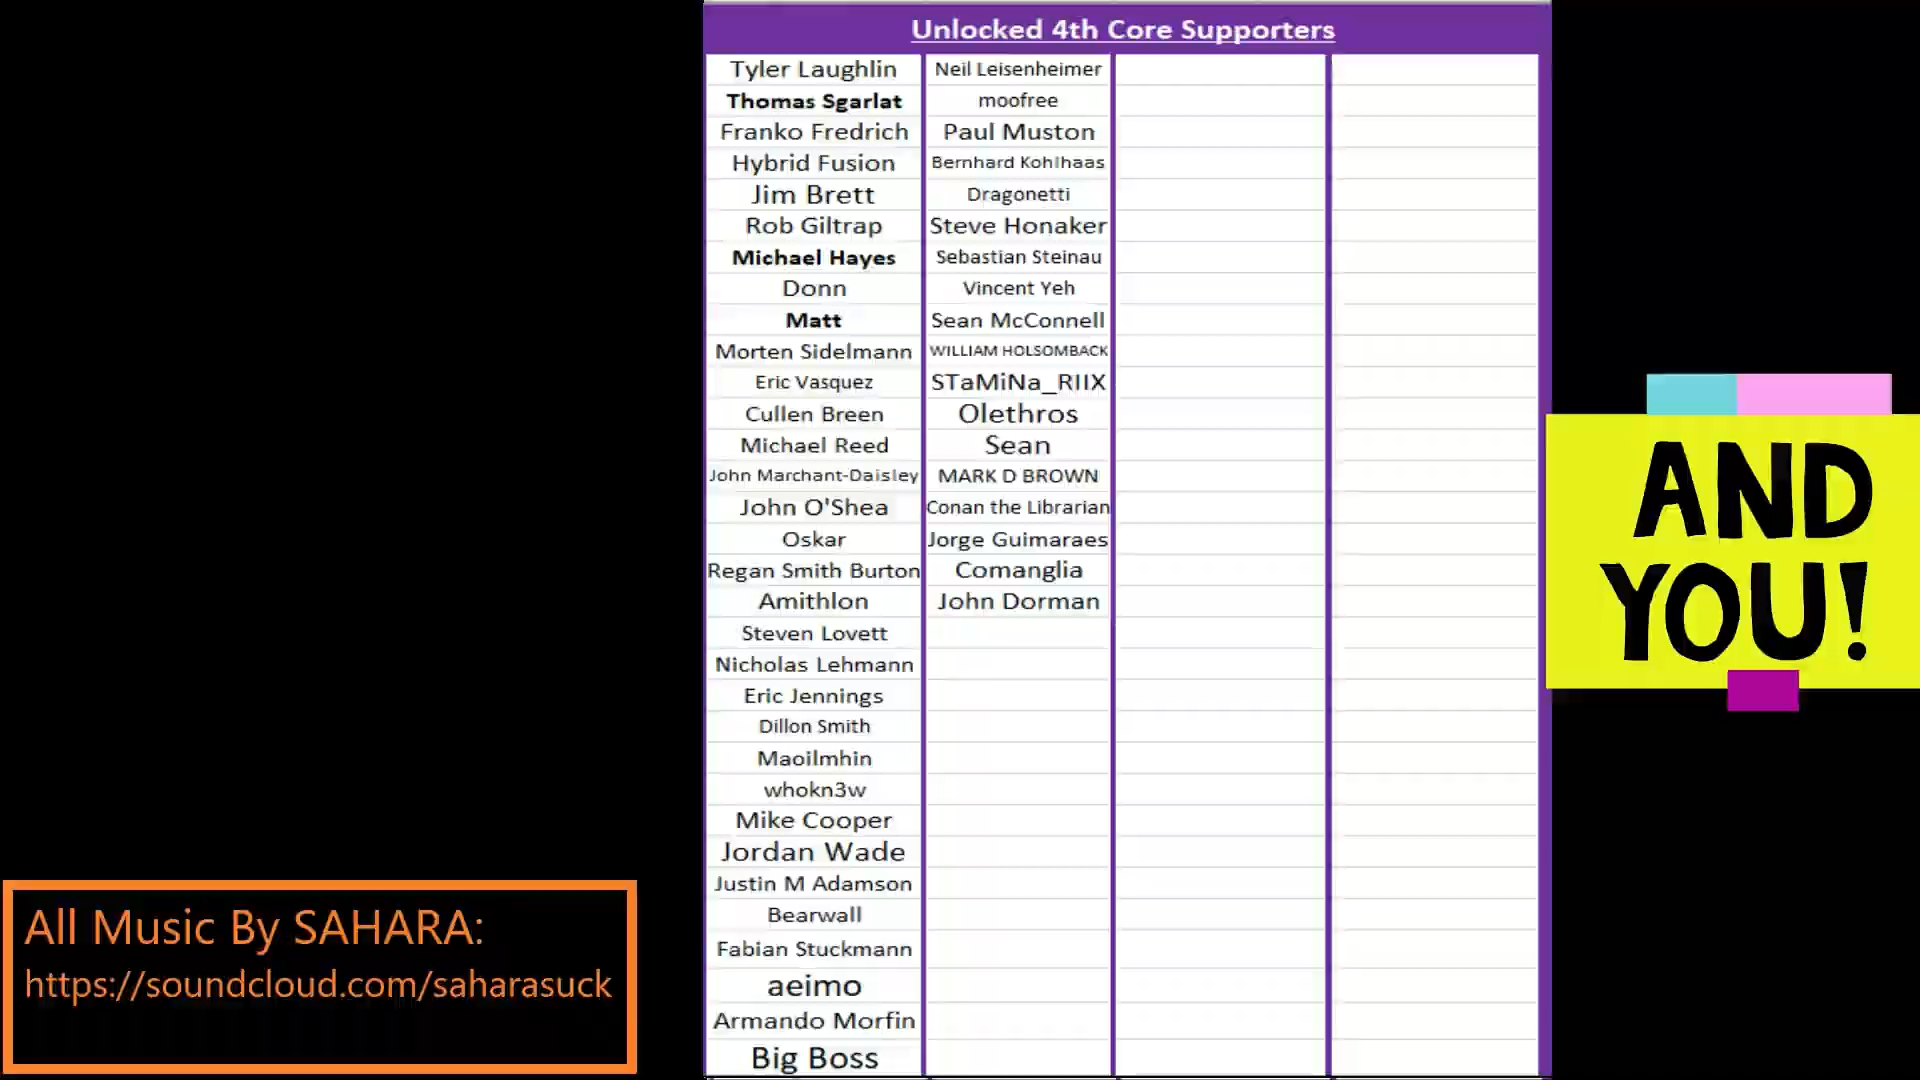 Unlocked 4th Core Supporters
Tyler Laughlin
Thomas Sgarlat
Franko Fredrich
Hybrid Fusion
Jim Brett
Rob Giltrap
Michael Hayes
Donn
Matt
Morten Sidelmann
Eric Vasquez
Cullen Breen
Michael Reed
John Marchant-Daisley
John O'Shea
Oskar
Regan Smith Burton
Amithlon
Steven Lovett
Nicholas Lehmann
Eric Jennings
Dillon Smith
Maoilmhin
whokn3w
Mike Cooper
Jordan Wade
Justin M Adamson
Bearwall
Fabian Stuckmann
aeimo
Armando Morfin
Big Boss
Neil Leisenheimer
moofree
Paul Muston
Bernhard Kohlhaas
Dragonetti
Steve Honaker
Sebastian Steinau
Vincent Yeh
Sean McConnell
WILLIAM HOLSOMBACK
STaMiNa_RIIX
Olethros
Sean
MARK D BROWN
Conan the Librarian
Jorge Guimaraes
Comanglia
John Dorman
AND
YOU!
All Music By SAHARA:
https://soundcloud.com/saharasuck